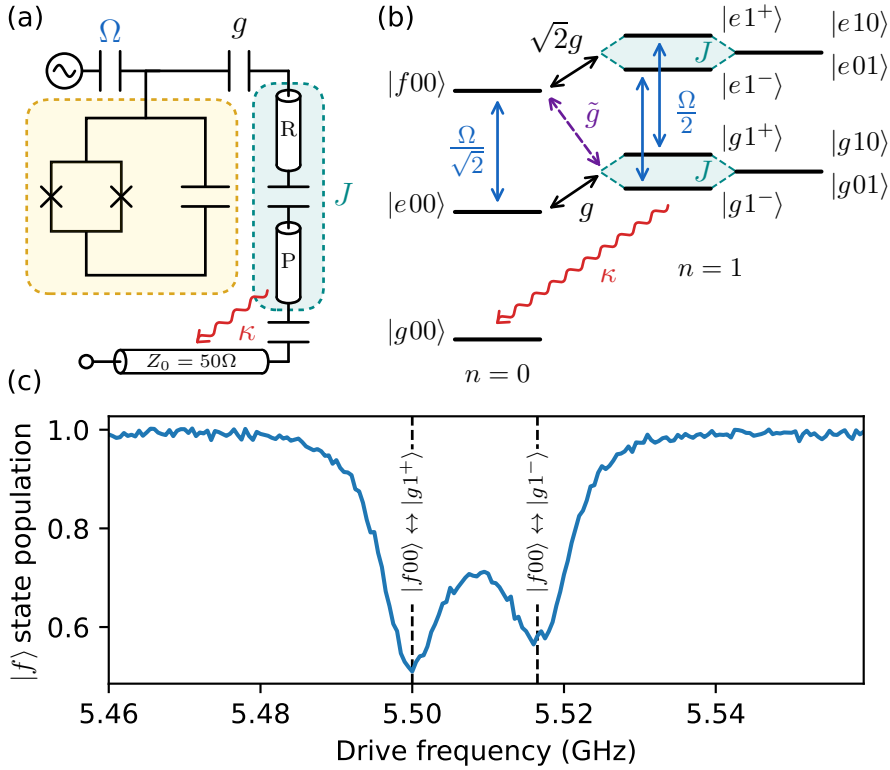 (a)
Ω
g
R
J
P
κ
Z₀ = 50Ω
(b)
|e1⁺⟩
|e10⟩
√2g
J
|e01⟩
|f00⟩
|e1⁻⟩
g̃
Ω/2
Ω/√2
|g1⁺⟩
|g10⟩
J
|e00⟩
g
|g01⟩
|g1⁻⟩
κ
n = 1
|g00⟩
n = 0
(c)
|f⟩ state population
1.0
0.8
0.6
|f00⟩ ↔ |g1⁺⟩
|f00⟩ ↔ |g1⁻⟩
5.46
5.48
5.50
5.52
5.54
Drive frequency (GHz)